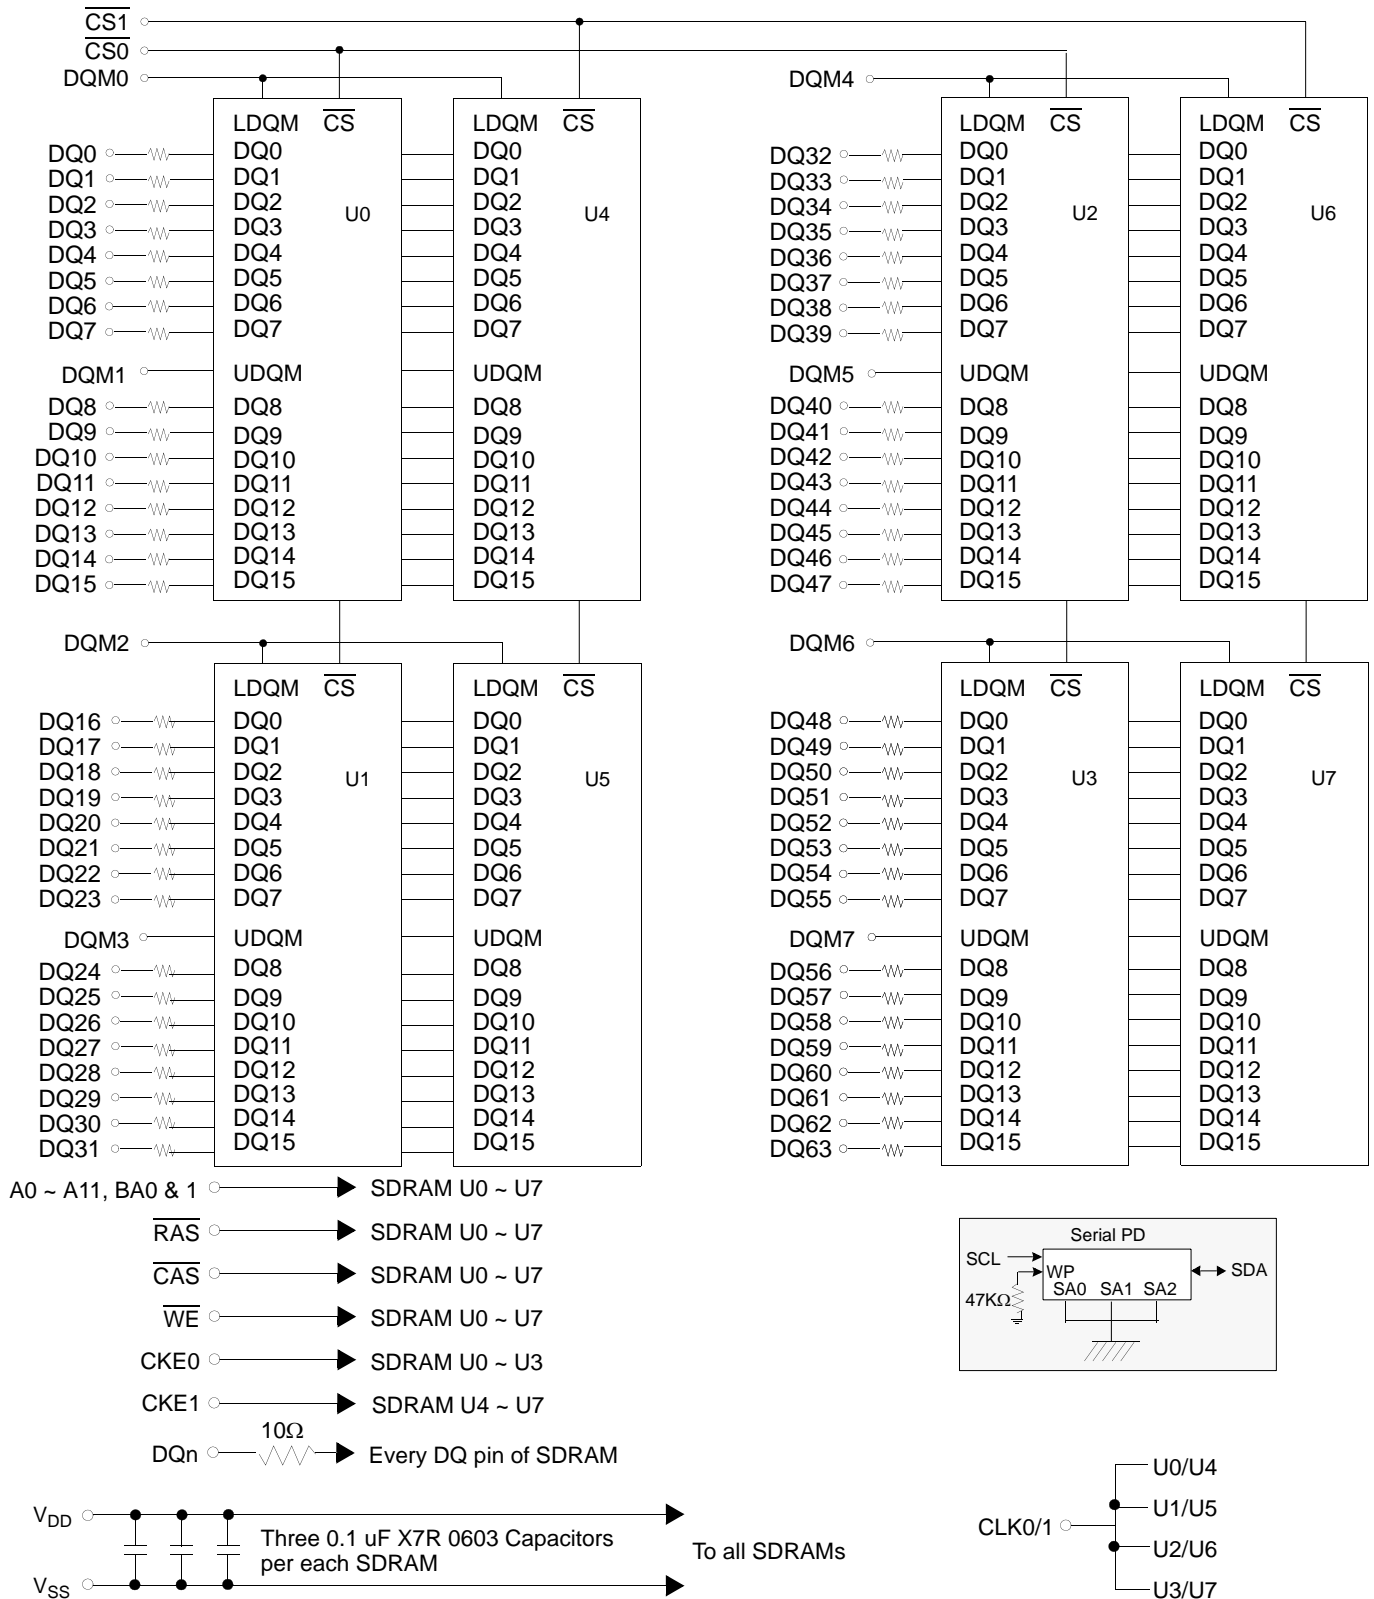 CS1
CS0
DQM0
LDQM CS
DQ0 DQ0
DQ1 DQ1
DQ2 DQ2
DQ3 DQ3
DQ4 DQ4
DQ5 DQ5
DQ6 DQ6
DQ7 DQ7
U0
DQM1 UDQM
DQ8 DQ8
DQ9 DQ9
DQ10 DQ10
DQ11 DQ11
DQ12 DQ12
DQ13 DQ13
DQ14 DQ14
DQ15 DQ15
LDQM CS
DQ0
DQ1
DQ2
DQ3
DQ4
DQ5
DQ6
DQ7
U4
UDQM
DQ8
DQ9
DQ10
DQ11
DQ12
DQ13
DQ14
DQ15
DQM4
LDQM CS
DQ32 DQ0
DQ33 DQ1
DQ34 DQ2
DQ35 DQ3
DQ36 DQ4
DQ37 DQ5
DQ38 DQ6
DQ39 DQ7
U2
DQM5 UDQM
DQ40 DQ8
DQ41 DQ9
DQ42 DQ10
DQ43 DQ11
DQ44 DQ12
DQ45 DQ13
DQ46 DQ14
DQ47 DQ15
LDQM CS
DQ0
DQ1
DQ2
DQ3
DQ4
DQ5
DQ6
DQ7
U6
UDQM
DQ8
DQ9
DQ10
DQ11
DQ12
DQ13
DQ14
DQ15
DQM2
LDQM CS
DQ16 DQ0
DQ17 DQ1
DQ18 DQ2
DQ19 DQ3
DQ20 DQ4
DQ21 DQ5
DQ22 DQ6
DQ23 DQ7
U1
DQM3 UDQM
DQ24 DQ8
DQ25 DQ9
DQ26 DQ10
DQ27 DQ11
DQ28 DQ12
DQ29 DQ13
DQ30 DQ14
DQ31 DQ15
LDQM CS
DQ0
DQ1
DQ2
DQ3
DQ4
DQ5
DQ6
DQ7
U5
UDQM
DQ8
DQ9
DQ10
DQ11
DQ12
DQ13
DQ14
DQ15
DQM6
LDQM CS
DQ48 DQ0
DQ49 DQ1
DQ50 DQ2
DQ51 DQ3
DQ52 DQ4
DQ53 DQ5
DQ54 DQ6
DQ55 DQ7
U3
DQM7 UDQM
DQ56 DQ8
DQ57 DQ9
DQ58 DQ10
DQ59 DQ11
DQ60 DQ12
DQ61 DQ13
DQ62 DQ14
DQ63 DQ15
LDQM CS
DQ0
DQ1
DQ2
DQ3
DQ4
DQ5
DQ6
DQ7
U7
UDQM
DQ8
DQ9
DQ10
DQ11
DQ12
DQ13
DQ14
DQ15
A0 ~ A11, BA0 & 1 SDRAM U0 ~ U7
RAS SDRAM U0 ~ U7
CAS SDRAM U0 ~ U7
WE SDRAM U0 ~ U7
CKE0 SDRAM U0 ~ U3
CKE1 SDRAM U4 ~ U7
10Ω
DQn Every DQ pin of SDRAM
Serial PD
SCL
WP
SDA
47KΩ
SA0 SA1 SA2
VDD
Three 0.1 uF X7R 0603 Capacitors
per each SDRAM
To all SDRAMs
VSS
CLK0/1
U0/U4
U1/U5
U2/U6
U3/U7